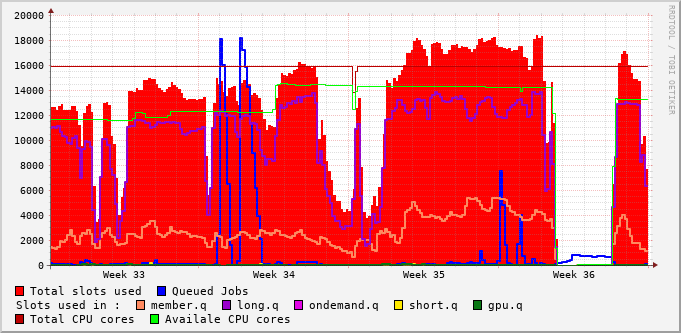 RRDTOOL / TOBI OETIKER
20000
18000
16000
14000
12000
10000
8000
6000
4000
2000
0
Week 33 Week 34 Week 35 Week 36
Total slots used Queued Jobs
Slots used in : member.q long.q ondemand.q short.q gpu.q
Total CPU cores Availale CPU cores